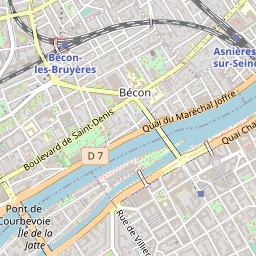 Bécon-
les-Bruyères
Asnières-
sur-Seine
Bécon
Boulevard de Saint-Denis
Quai du Maréchal Joffre
Quai Cha
D 7
Pont de
Courbevoie
Île de la
Jatte
Rue de Villier